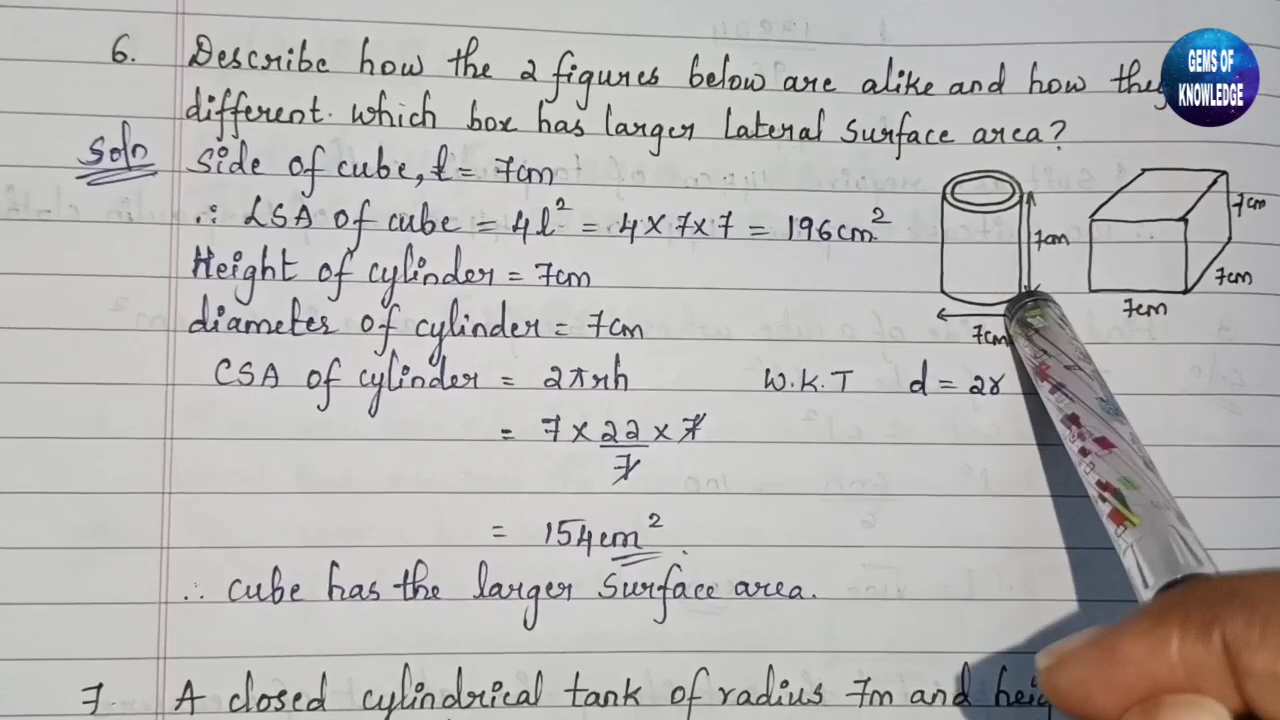 6. Describe how the 2 figures below are alike and how they
different. which box has larger lateral surface area?
Soln Side of cube, l = 7cm
∴ LSA of cube = 4l² = 4 × 7 × 7 = 196cm²
Height of cylinder = 7cm
diameter of cylinder = 7cm
CSA of cylinder = 2πrh W.K.T d = 2r
= 7 × 22/7 × 7
= 154cm²
∴ cube has the larger surface area.
7. A closed cylindrical tank of radius 7m and
7cm
7cm
7cm
7cm
7cm
GEMS OF
KNOWLEDGE